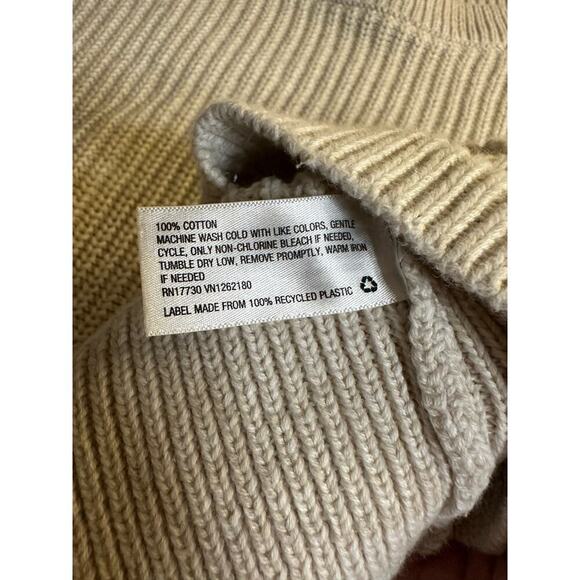 100% COTTON
MACHINE WASH COLD WITH LIKE COLORS, GENTLE
CYCLE, ONLY NON-CHLORINE BLEACH IF NEEDED,
TUMBLE DRY LOW, REMOVE PROMPTLY, WARM IRON
IF NEEDED
RN17730 VN1262180
LABEL MADE FROM 100% RECYCLED PLASTIC